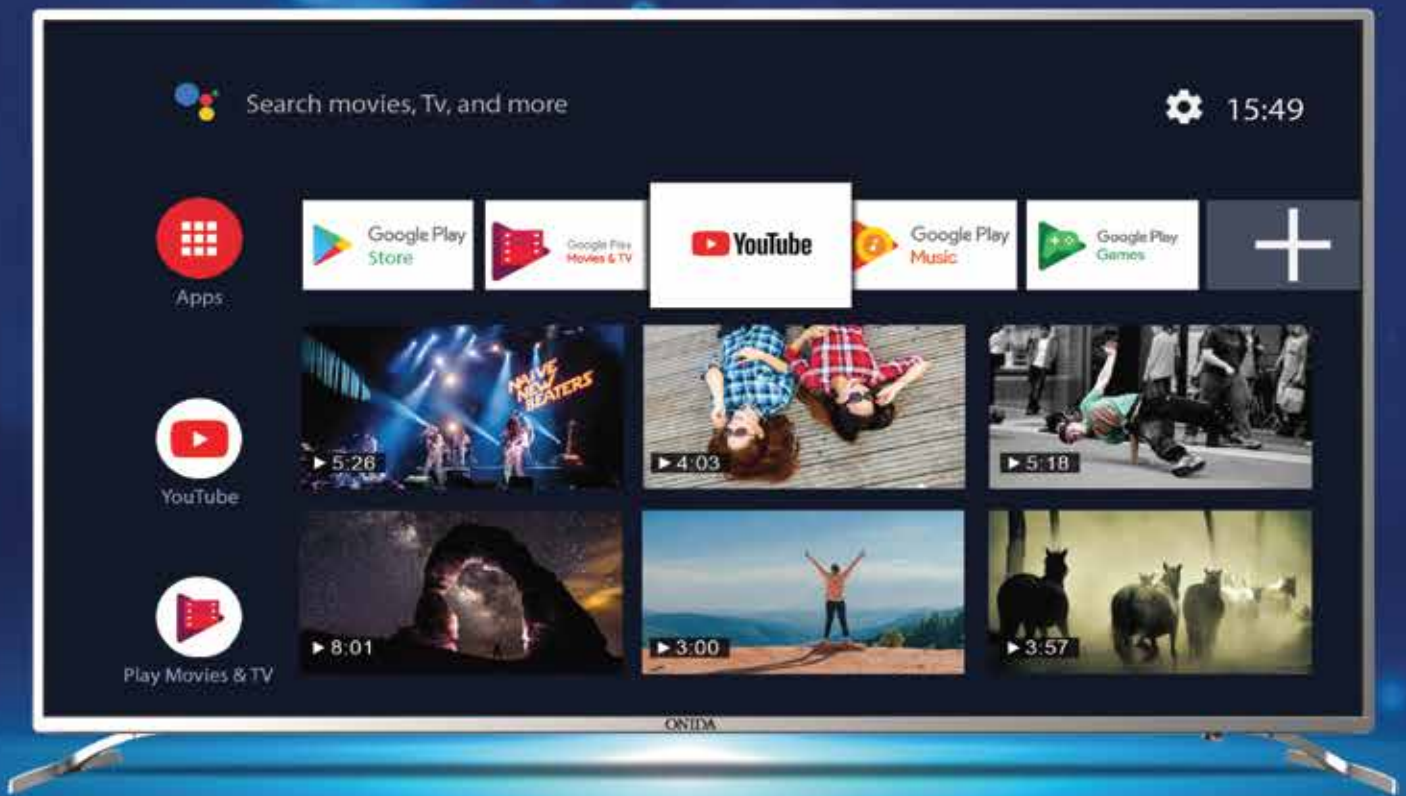 Search movies, Tv, and more
15:49
Google Play
Store
Google Play
Movies & TV
YouTube
Google Play
Music
Google Play
Games
Apps
NAIVE
NEW
BEATERS
5:26
4:03
5:18
YouTube
8:01
3:00
3:57
Play Movies & TV
ONIDA